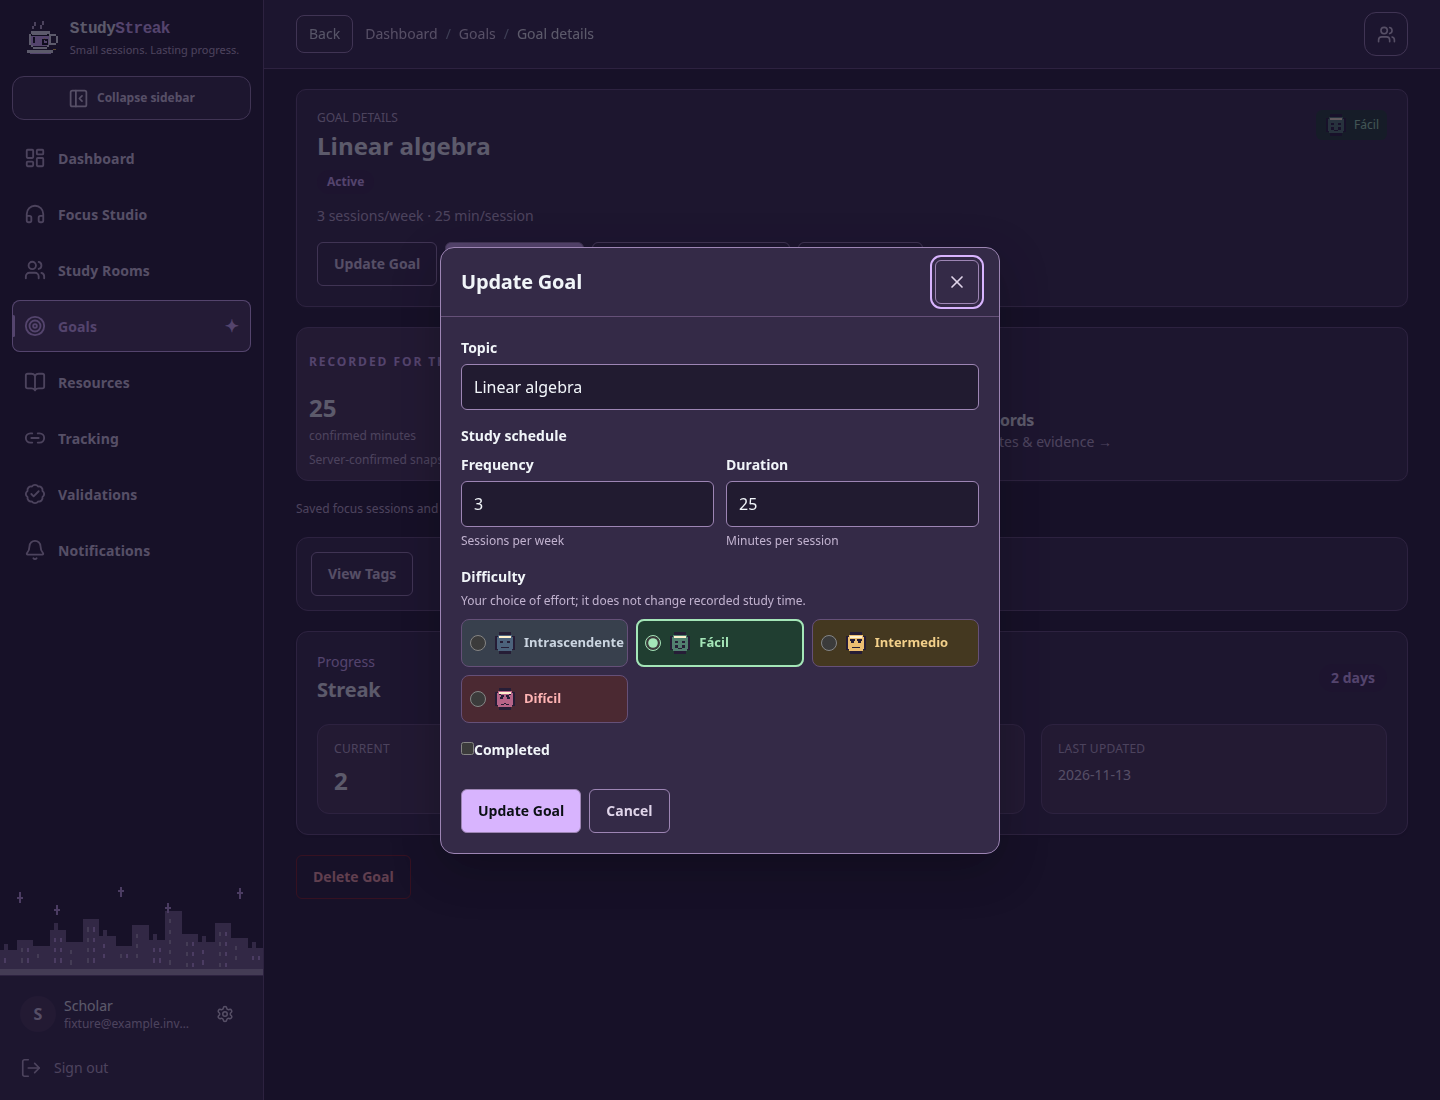 StudyStreak
Small sessions. Lasting progress.
Collapse sidebar
Dashboard
Focus Studio
Study Rooms
Goals
Resources
Tracking
Validations
Notifications
S
Scholar
fixture@example.inv...
Sign out
Back
Dashboard / Goals / Goal details
GOAL DETAILS
Linear algebra
Fácil
Active
3 sessions/week · 25 min/session
Update Goal
RECORDED FOR
25
confirmed minutes
Server-confirmed
ords
& evidence →
Saved focus sessions and
View Tags
Progress
Streak
2 days
CURRENT
2
LAST UPDATED
2026-11-13
Delete Goal
Update Goal
Topic
Linear algebra
Study schedule
Frequency
Duration
3
25
Sessions per week
Minutes per session
Difficulty
Your choice of effort; it does not change recorded study time.
Intrascendente
Fácil
Intermedio
Difícil
Completed
Update Goal
Cancel